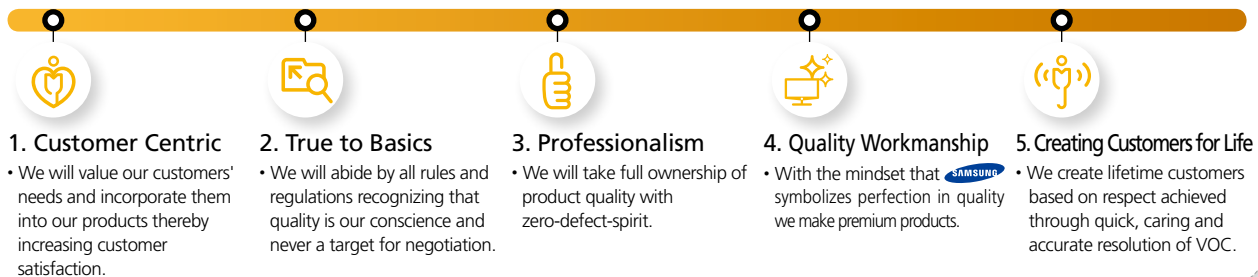 1. Customer Centric
• We will value our customers'
needs and incorporate them
into our products thereby
increasing customer
satisfaction.
2. True to Basics
• We will abide by all rules and
regulations recognizing that
quality is our conscience and
never a target for negotiation.
3. Professionalism
• We will take full ownership of
product quality with
zero-defect-spirit.
4. Quality Workmanship
• With the mindset that SAMSUNG
symbolizes perfection in quality
we make premium products.
5. Creating Customers for Life
• We create lifetime customers
based on respect achieved
through quick, caring and
accurate resolution of VOC.